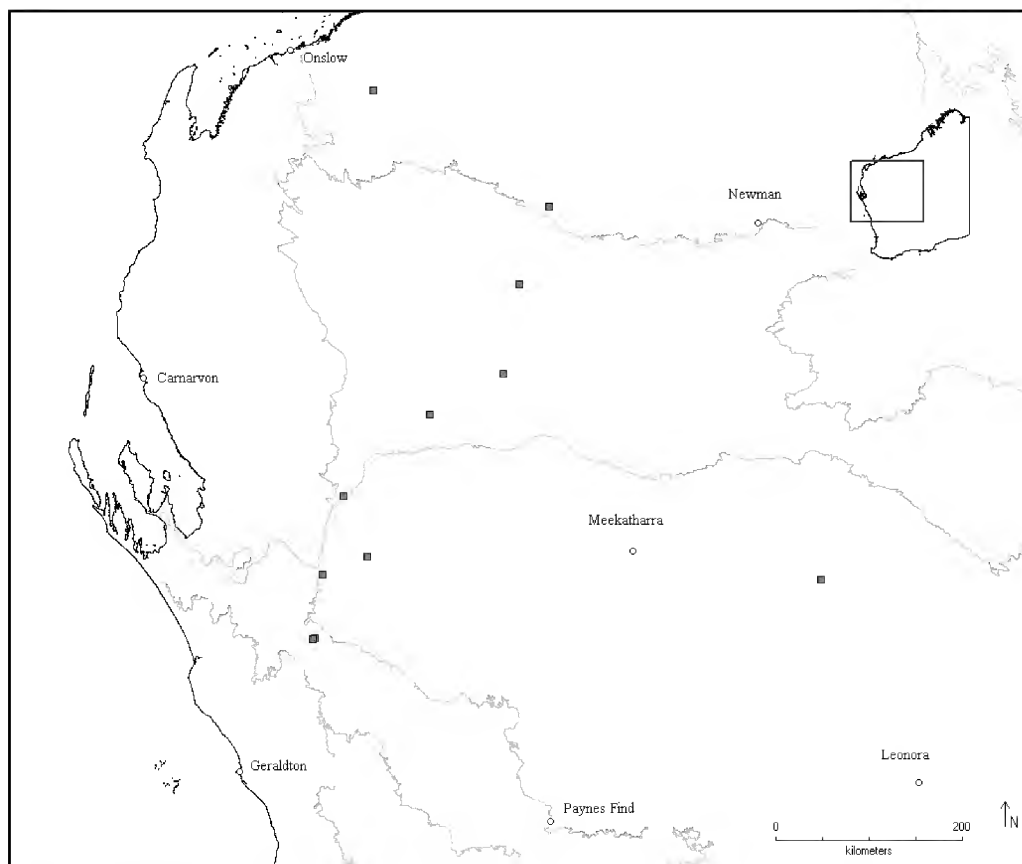 Onslow
Newman
Carnarvon
Meekatharra
Leonora
Geraldton
Paynes Find
N
0 200
kilometers